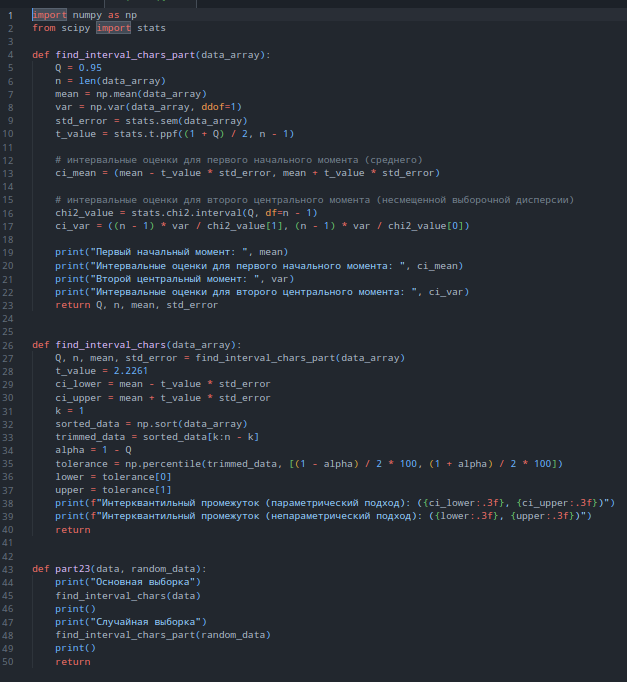 1 import numpy as np
2 from scipy import stats
3
4 def find_interval_chars_part(data_array):
5     Q = 0.95
6     n = len(data_array)
7     mean = np.mean(data_array)
8     var = np.var(data_array, ddof=1)
9     std_error = stats.sem(data_array)
10     t_value = stats.t.ppf((1 + Q) / 2, n - 1)
11
12     # интервальные оценки для первого начального момента (среднего)
13     ci_mean = (mean - t_value * std_error, mean + t_value * std_error)
14
15     # интервальные оценки для второго центрального момента (несмещенной выборочной дисперсии)
16     chi2_value = stats.chi2.interval(Q, df=n - 1)
17     ci_var = ((n - 1) * var / chi2_value[1], (n - 1) * var / chi2_value[0])
18
19     print("Первый начальный момент: ", mean)
20     print("Интервальные оценки для первого начального момента: ", ci_mean)
21     print("Второй центральный момент: ", var)
22     print("Интервальные оценки для второго центрального момента: ", ci_var)
23     return Q, n, mean, std_error
24
25
26 def find_interval_chars(data_array):
27     Q, n, mean, std_error = find_interval_chars_part(data_array)
28     t_value = 2.2261
29     ci_lower = mean - t_value * std_error
30     ci_upper = mean + t_value * std_error
31     k = 1
32     sorted_data = np.sort(data_array)
33     trimmed_data = sorted_data[k:n - k]
34     alpha = 1 - Q
35     tolerance = np.percentile(trimmed_data, [(1 - alpha) / 2 * 100, (1 + alpha) / 2 * 100])
36     lower = tolerance[0]
37     upper = tolerance[1]
38     print(f"Интерквантильный промежуток (параметрический подход): ({ci_lower:.3f}, {ci_upper:.3f})")
39     print(f"Интерквантильный промежуток (непараметрический подход): ({lower:.3f}, {upper:.3f})")
40     return
41
42
43 def part23(data, random_data):
44     print("Основная выборка")
45     find_interval_chars(data)
46     print()
47     print("Случайная выборка")
48     find_interval_chars_part(random_data)
49     print()
50     return